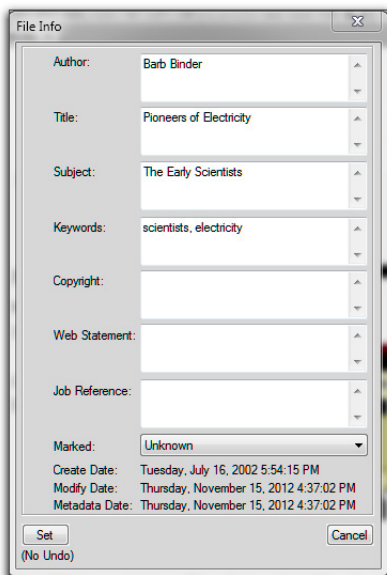 File Info
Author: Barb Binder
Title: Pioneers of Electricity
Subject: The Early Scientists
Keywords: scientists, electricity
Copyright:
Web Statement:
Job Reference:
Marked: Unknown
Create Date: Tuesday, July 16, 2002 5:54:15 PM
Modify Date: Thursday, November 15, 2012 4:37:02 PM
Metadata Date: Thursday, November 15, 2012 4:37:02 PM
Set Cancel
(No Undo)